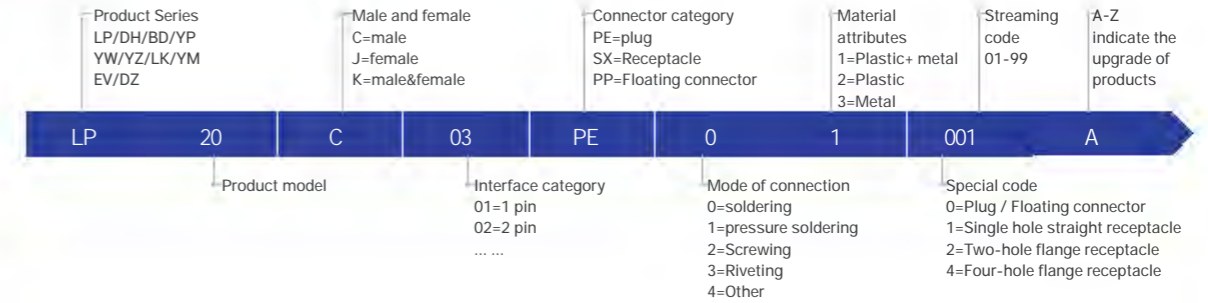 Product Series
LP/DH/BD/YP
YW/YZ/LK/YM
EV/DZ
Male and female
C=male
J=female
K=male&female
Connector category
PE=plug
SX=Receptacle
PP=Floating connector
Material
attributes
1=Plastic+ metal
2=Plastic
3=Metal
Streaming
code
01-99
A-Z
indicate the
upgrade of
products
LP 20 C 03 PE 0 1 001 A
Product model
Interface category
01=1 pin
02=2 pin
... ...
Mode of connection
0=soldering
1=pressure soldering
2=Screwing
3=Riveting
4=Other
Special code
0=Plug / Floating connector
1=Single hole straight receptacle
2=Two-hole flange receptacle
4=Four-hole flange receptacle